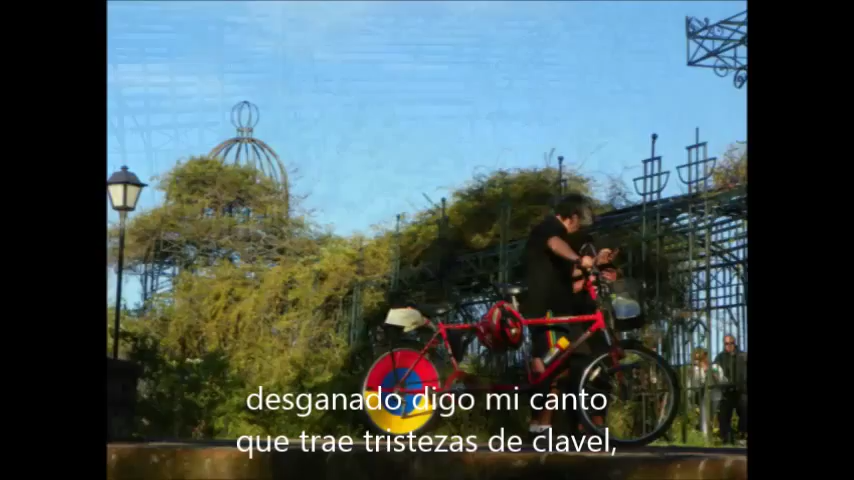 desganado digo mi canto
que trae tristezas de clavel,